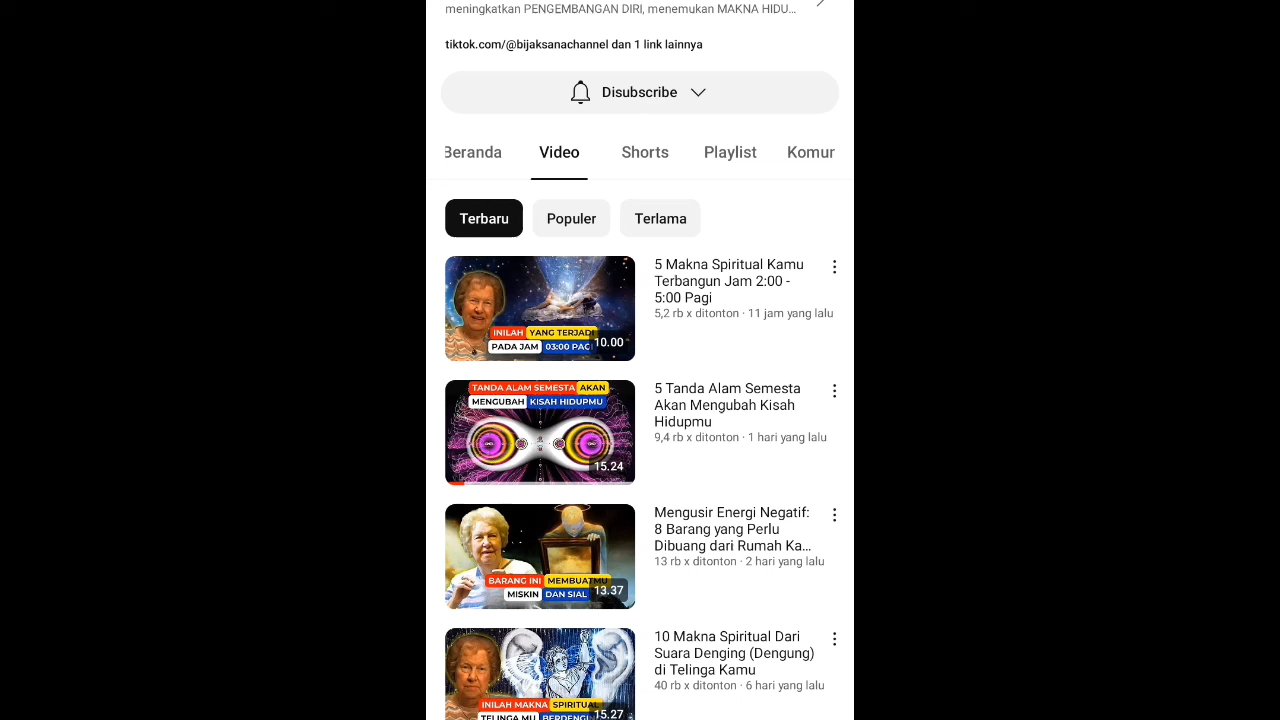 meningkatkan PENGEMBANGAN DIRI, menemukan MAKNA HIDU...
tiktok.com/@bijaksanachannel dan 1 link lainnya
Disubscribe
Beranda Video Shorts Playlist Komur
Terbaru Populer Terlama
INILAH YANG TERJADI
PADA JAM 03:00 PAGI
10.00
5 Makna Spiritual Kamu
Terbangun Jam 2:00 -
5:00 Pagi
5,2 rb x ditonton · 11 jam yang lalu
TANDA ALAM SEMESTA AKAN
MENGUBAH KISAH HIDUPMU
15.24
5 Tanda Alam Semesta
Akan Mengubah Kisah
Hidupmu
9,4 rb x ditonton · 1 hari yang lalu
BARANG INI MEMBUATMU
MISKIN DAN SIAL
13.37
Mengusir Energi Negatif:
8 Barang yang Perlu
Dibuang dari Rumah Ka...
13 rb x ditonton · 2 hari yang lalu
INILAH MAKNA SPIRITUAL
TELINGA MU BERDENGING
15.27
10 Makna Spiritual Dari
Suara Denging (Dengung)
di Telinga Kamu
40 rb x ditonton · 6 hari yang lalu